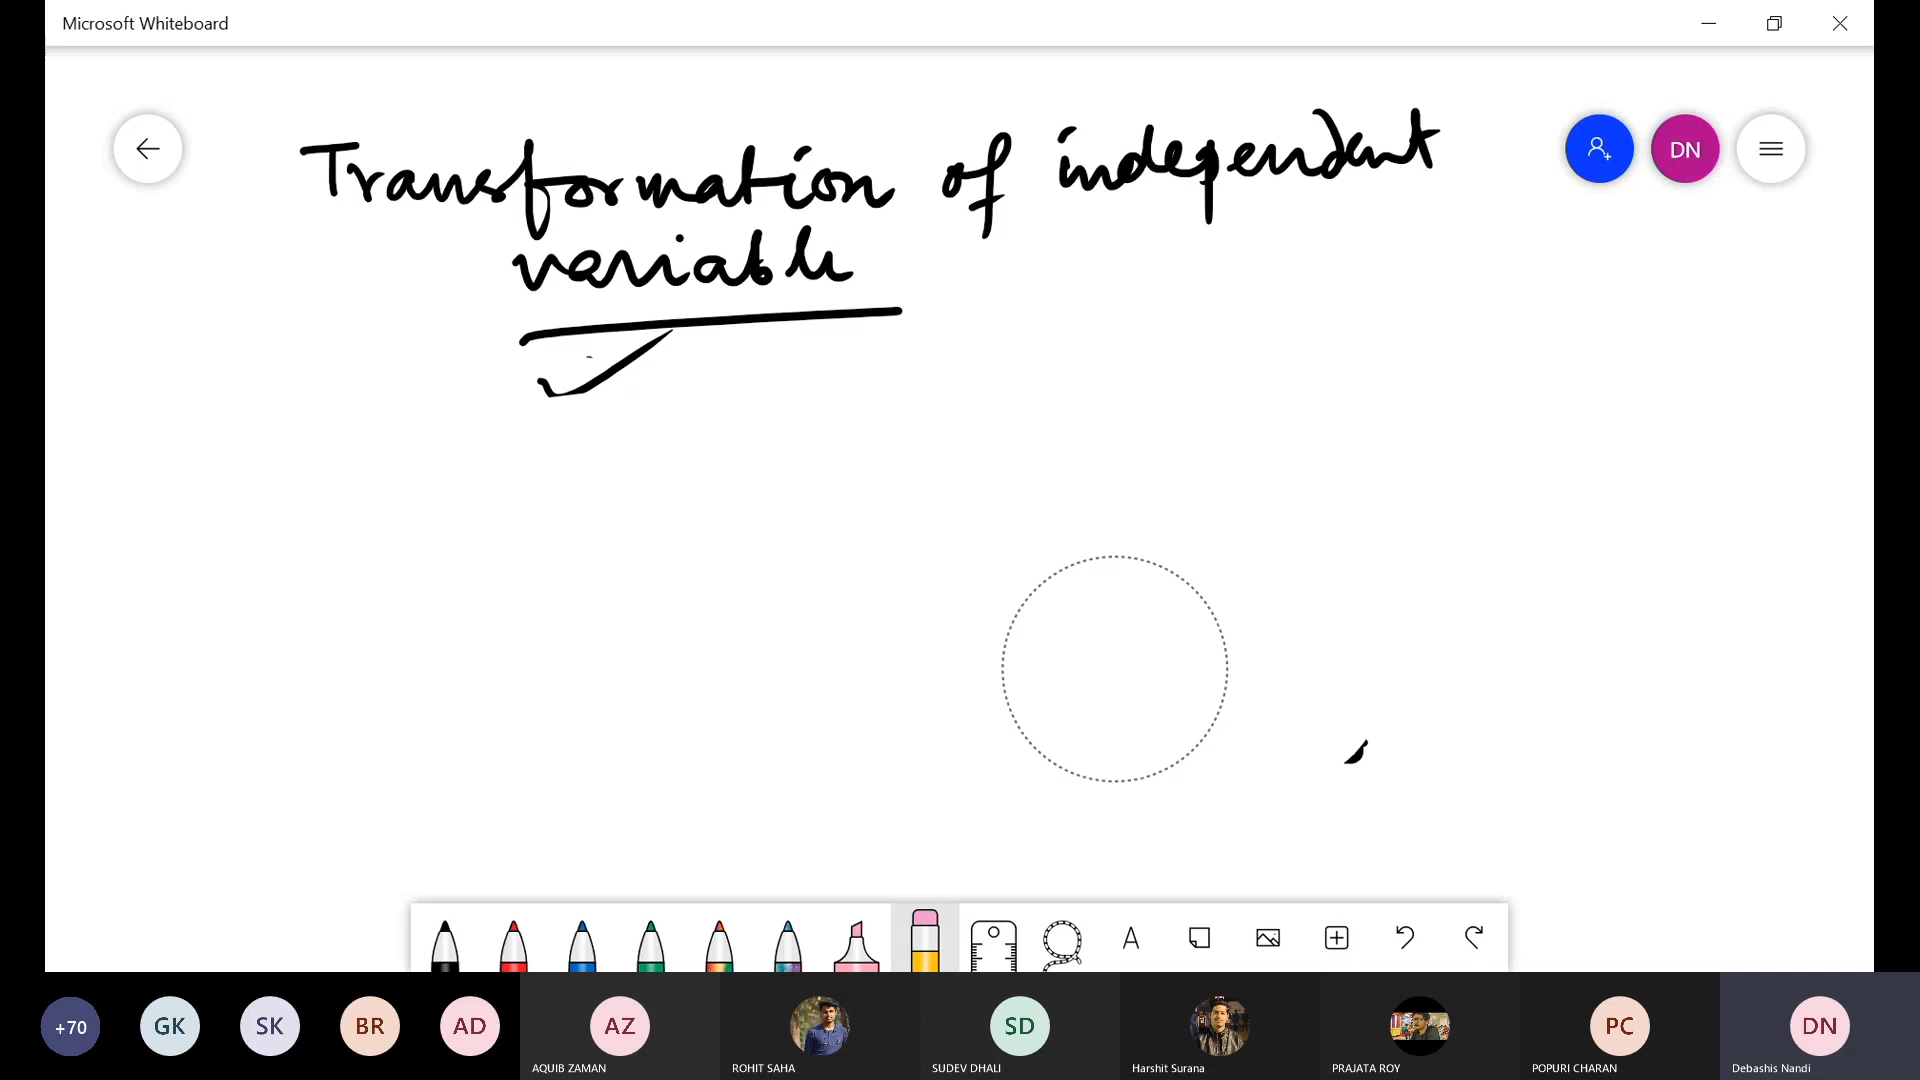 Microsoft Whiteboard
Transformation of independent
variable
DN
A
+70
GK
SK
BR
AD
AZ
SD
PC
DN
AQUIB ZAMAN
ROHIT SAHA
SUDEV DHALI
Harshit Surana
PRAJATA ROY
POPURI CHARAN
Debashis Nandi